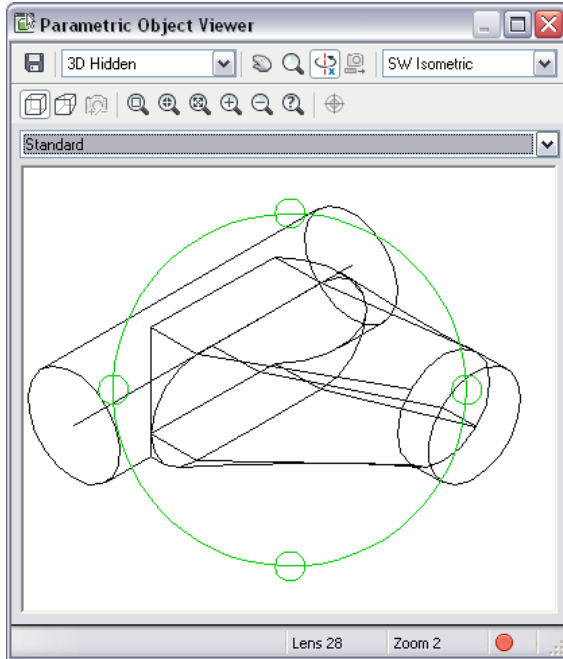 Parametric Object Viewer
3D Hidden
SW Isometric
Standard
Lens 28
Zoom 2